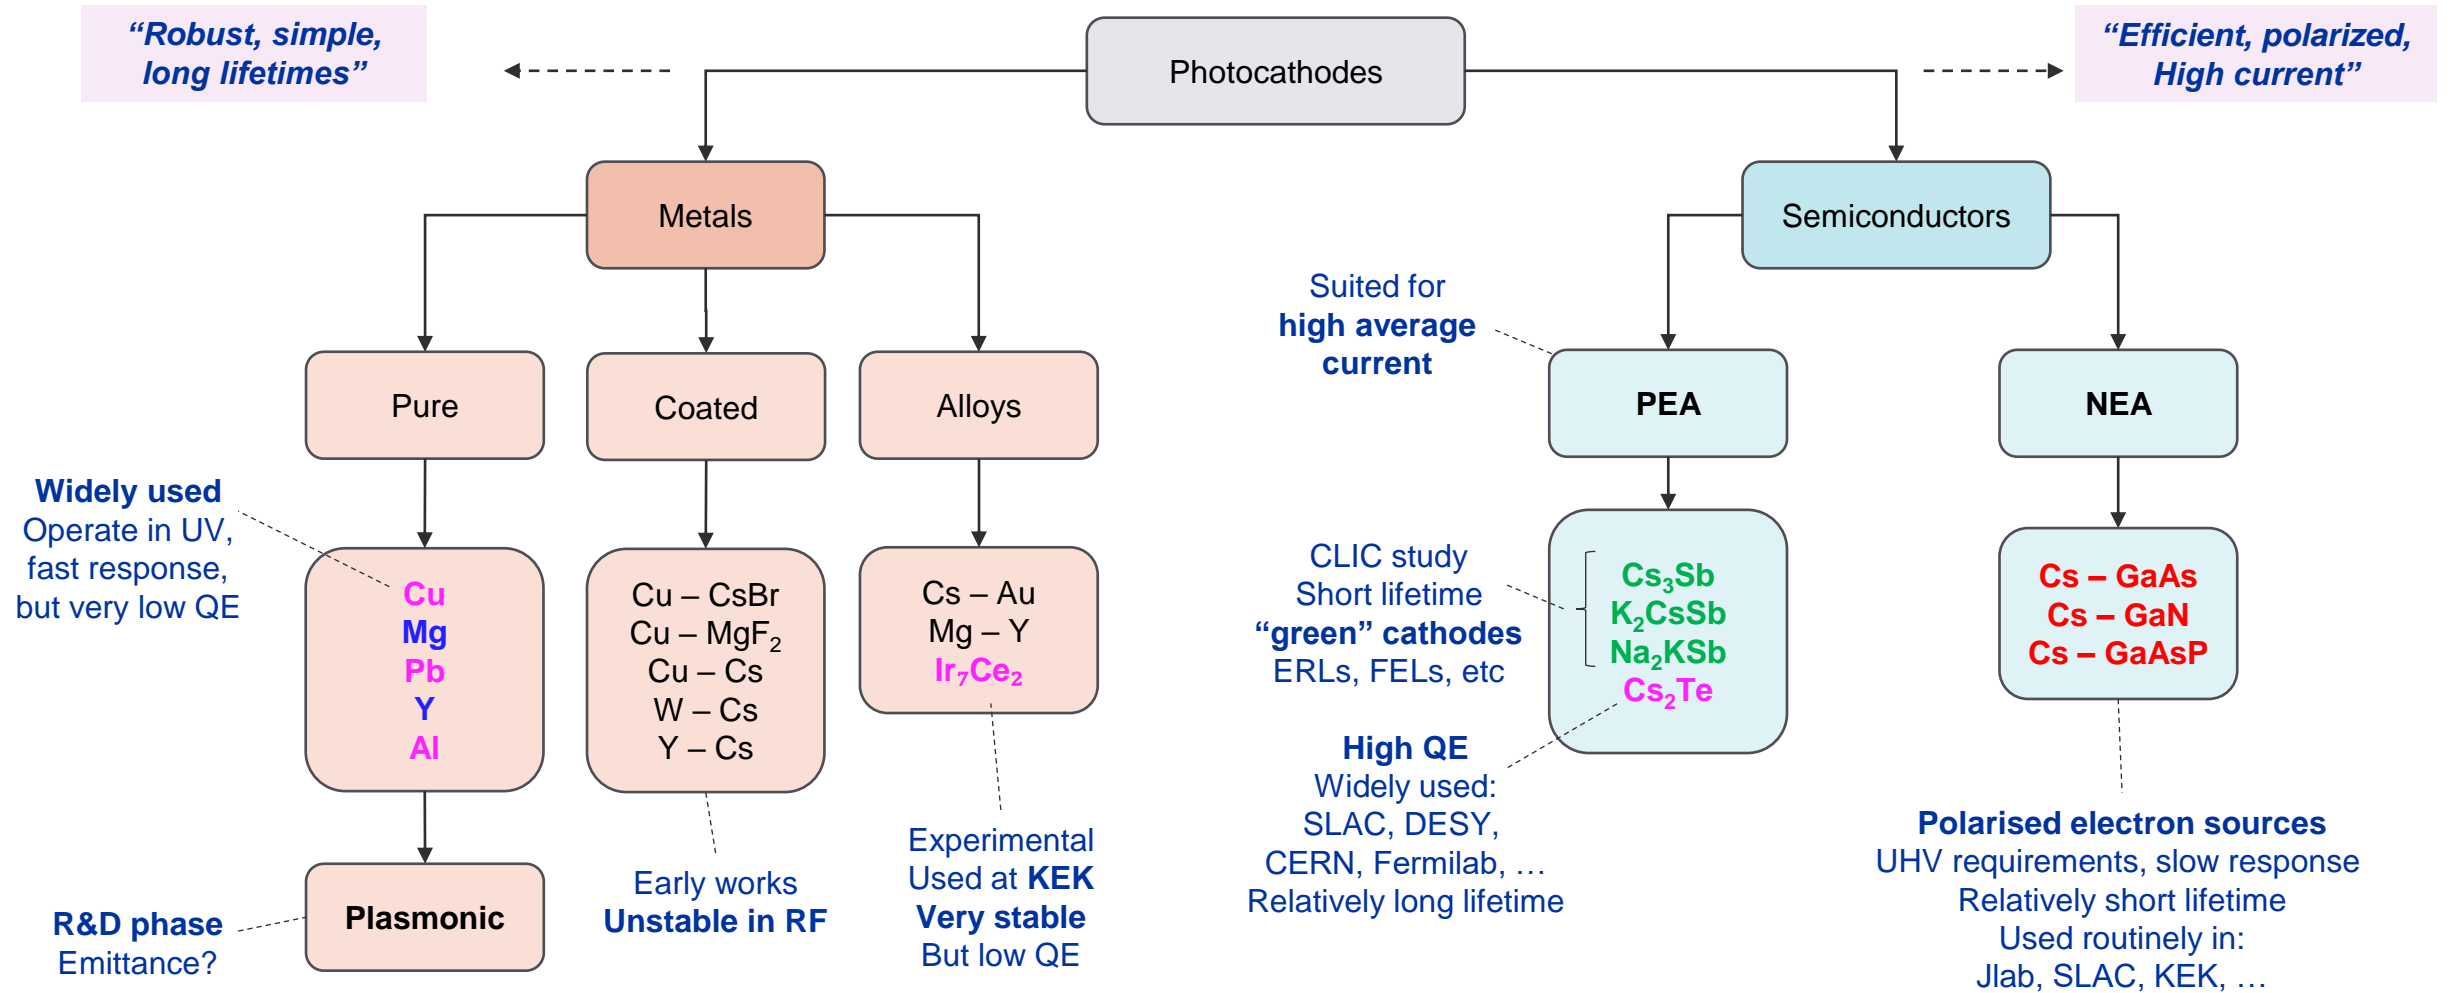 “Robust, simple,
long lifetimes”
Photocathodes
“Efficient, polarized,
High current”
Metals
Semiconductors
Pure
Coated
Alloys
Suited for
high average
current
PEA
NEA
Widely used
Operate in UV,
fast response,
but very low QE
Cu
Mg
Pb
Y
Al
Cu – CsBr
Cu – MgF₂
Cu – Cs
W – Cs
Y – Cs
Cs – Au
Mg – Y
Ir₇Ce₂
CLIC study
Short lifetime
“green” cathodes
ERLs, FELs, etc
Cs₃Sb
K₂CsSb
Na₂KSb
Cs₂Te
Cs – GaAs
Cs – GaN
Cs – GaAsP
R&D phase
Emittance?
Plasmonic
Early works
Unstable in RF
Experimental
Used at KEK
Very stable
But low QE
High QE
Widely used:
SLAC, DESY,
CERN, Fermilab, …
Relatively long lifetime
Polarised electron sources
UHV requirements, slow response
Relatively short lifetime
Used routinely in:
Jlab, SLAC, KEK, …